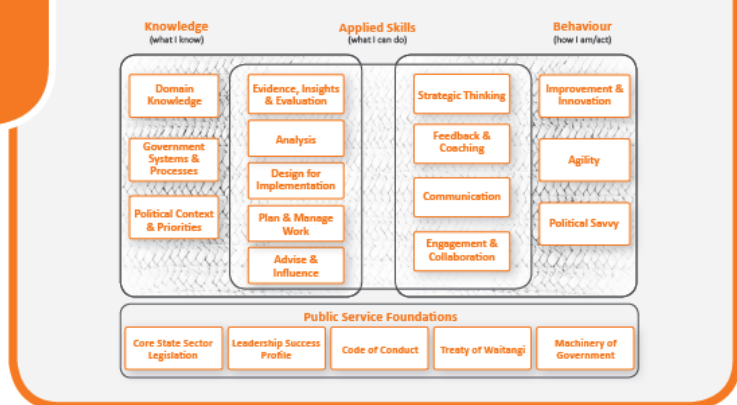 Knowledge
(what I know)
Applied Skills
(what I can do)
Behaviour
(how I am/act)
Domain
Knowledge
Government
Systems &
Processes
Political Context
& Priorities
Evidence, Insights
& Evaluation
Analysis
Design for
Implementation
Plan & Manage
Work
Advise &
Influence
Strategic Thinking
Feedback &
Coaching
Communication
Engagement &
Collaboration
Improvement &
Innovation
Agility
Political Savvy
Public Service Foundations
Core State Sector
Legislation
Leadership Success
Profile
Code of Conduct
Treaty of Waitangi
Machinery of
Government